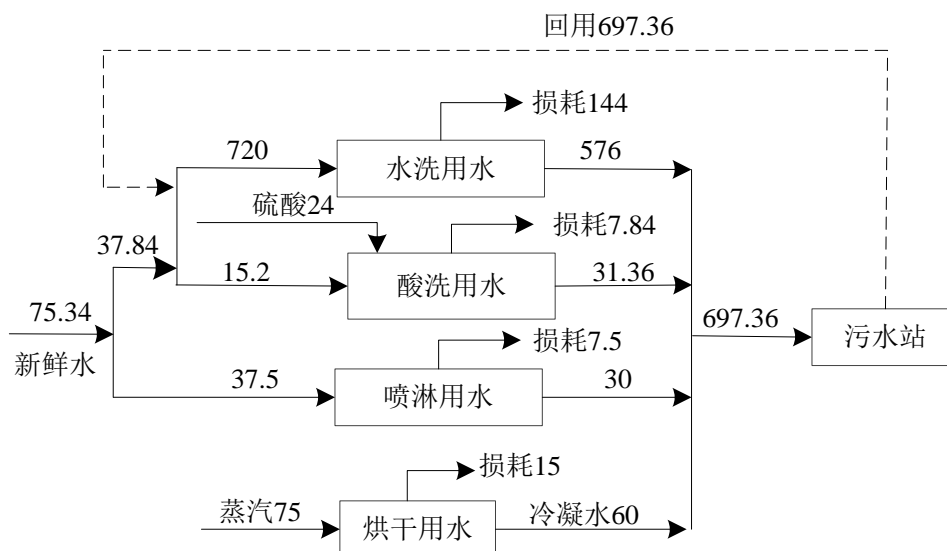 回用697.36
损耗144
720
水洗用水
576
硫酸24
损耗7.84
37.84
15.2
酸洗用水
31.36
75.34
新鲜水
697.36
污水站
损耗7.5
37.5
喷淋用水
30
损耗15
蒸汽75
烘干用水
冷凝水60